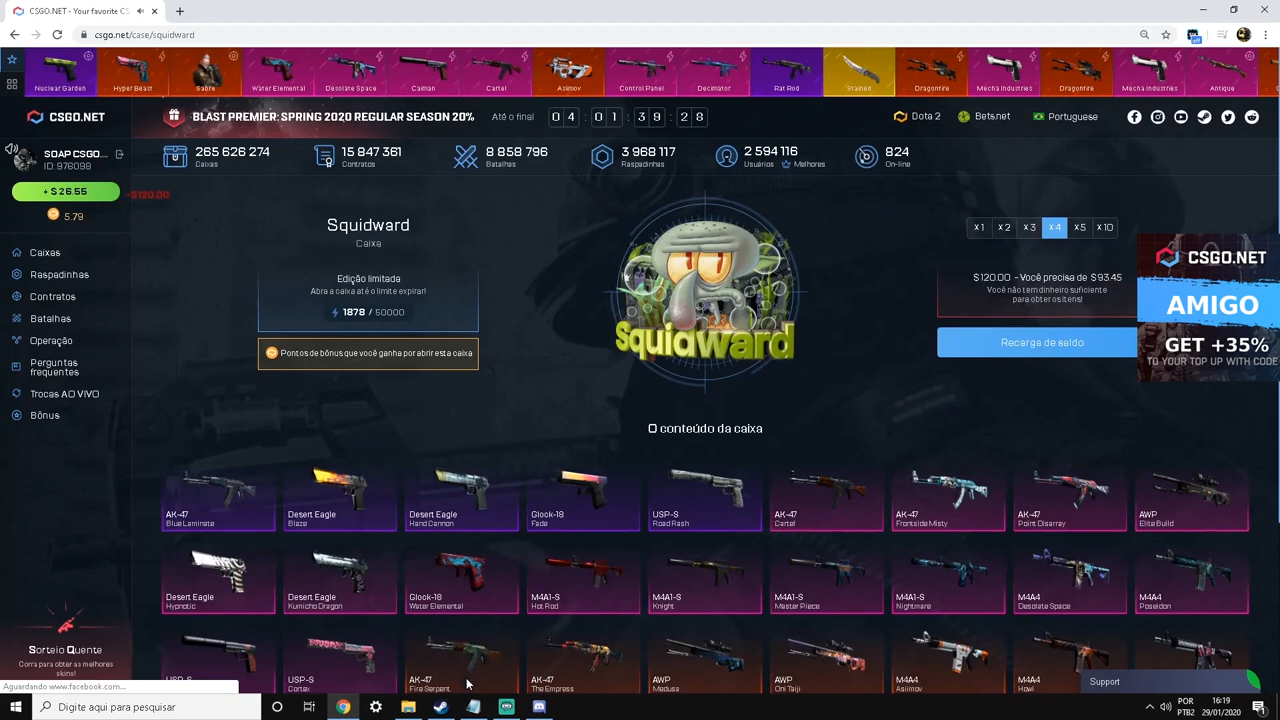 CSGO.NET - Your favorite CS
csgo.net/case/squidward
Nuclear Garden
Hyper Beast
Sabre
Water Elemental
Desolate Space
Caiman
Cartel
Asiimov
Control Panel
Decimator
Rat Rod
Stained
Dragonfire
Mecha Industries
Dragonfire
Mecha Industries
Antique
CSGO.NET
BLAST PREMIER: SPRING 2020 REGULAR SEASON 20%
Até o final
04 : 01 : 39 : 28
Dota 2
Bets.net
Portuguese
SOAP CSGO...
ID: 976098
265 626 274
Caixas
15 847 361
Contratos
8 858 796
Batalhas
3 968 117
Raspadinhas
2 594 116
Usuários
Melhores
824
On-line
+ $ 26.55
-$120.00
5.79
Caixas
Raspadinhas
Contratos
Batalhas
Operação
Perguntas
frequentes
Trocas AO VIVO
Bônus
Squidward
Caixa
Edição limitada
Abra a caixa até o limite expirar!
1878 / 50000
Pontos de bônus que você ganha por abrir esta caixa
Squidward
x1 x2 x3 x4 x5 x10
$120.00 - Você precisa de $93.45
Você não tem dinheiro suficiente
para obter os itens!
Recarga de saldo
CSGO.NET
AMIGO
GET +35%
TO YOUR TOP UP WITH CODE
O conteúdo da caixa
AK-47
Blue Laminate
Desert Eagle
Blaze
Desert Eagle
Hand Cannon
Glock-18
Fade
USP-S
Road Rash
AK-47
Cartel
AK-47
Frontside Misty
AK-47
Point Disarray
AWP
Elite Build
Desert Eagle
Hypnotic
Desert Eagle
Kumicho Dragon
Glock-18
Water Elemental
M4A1-S
Hot Rod
M4A1-S
Knight
M4A1-S
Master Piece
M4A1-S
Nightmare
M4A4
Desolate Space
M4A4
Poseidon
USP-S
USP-S
Cortex
AK-47
Fire Serpent
AK-47
The Empress
AWP
Medusa
AWP
Oni Taiji
M4A4
Asiimov
M4A4
Howl
Sorteio Quente
Corra para obter as melhores
skins!
Support
Aguardando www.facebook.com...
Digite aqui para pesquisar
POR
PTB2
16:19
29/01/2020